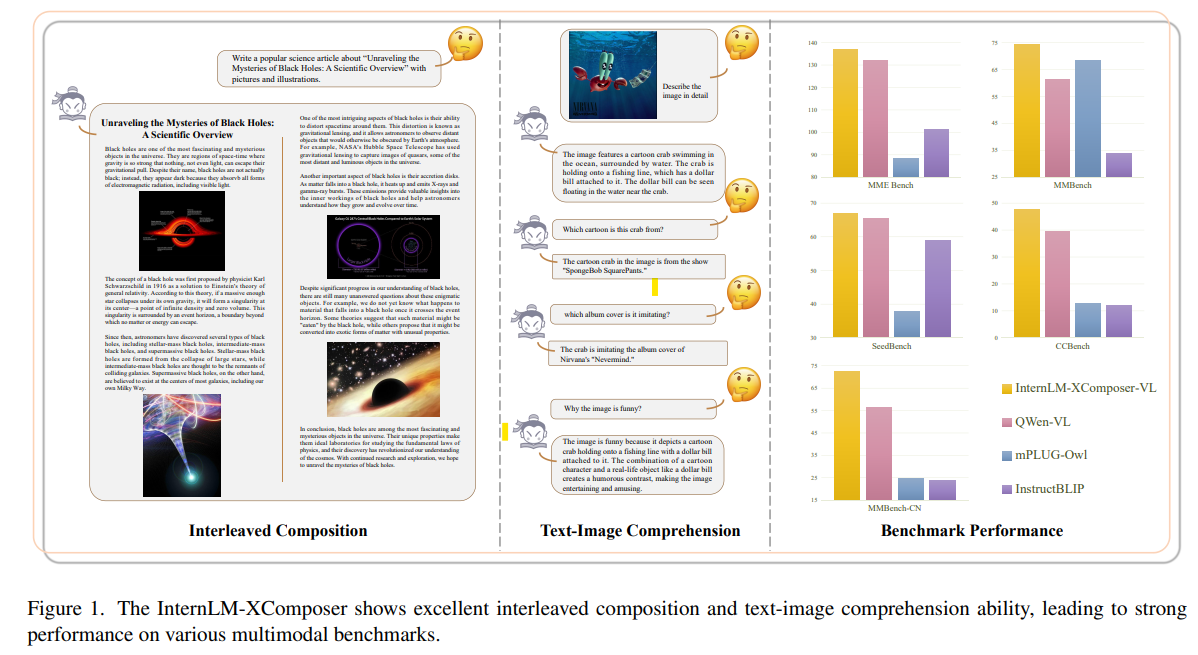 Write a popular science article about “Unraveling the
Mysteries of Black Holes: A Scientific Overview” with
pictures and illustrations.
Unraveling the Mysteries of Black Holes:
A Scientific Overview
Black holes are one of the most fascinating and mysterious
objects in the universe. They are regions of space-time where
gravity is so strong that nothing, not even light, can escape their
gravitational pull. Despite their name, black holes are not actually
black; instead, they appear dark because they absorb all forms
of electromagnetic radiation, including visible light.
The concept of a black hole was first proposed by physicist Karl
Schwarzschild in 1916 as a solution to Einstein's theory of
general relativity. According to this theory, if a massive enough
star collapses under its own gravity, it will form a singularity at
its center—a point of infinite density and zero volume. This
singularity is surrounded by an event horizon, a boundary beyond
which no matter or energy can escape.
Since then, astronomers have discovered several types of black
holes, including stellar-mass black holes, intermediate-mass
black holes, and supermassive black holes. Stellar-mass black
holes are formed from the collapse of large stars, while
intermediate-mass black holes are thought to be the remnants of
colliding galaxies. Supermassive black holes, on the other hand,
are believed to exist at the centers of most galaxies, including our
own Milky Way.
One of the most intriguing aspects of black holes is their ability
to distort spacetime around them. This distortion is known as
gravitational lensing, and it allows astronomers to observe distant
objects that would otherwise be obscured by Earth's atmosphere.
For example, NASA's Hubble Space Telescope has used
gravitational lensing to capture images of quasars, some of the
most distant and luminous objects in the universe.
Another important aspect of black holes is their accretion disks.
As matter falls into a black hole, it heats up and emits X-rays and
gamma-ray bursts. These emissions provide valuable insights into
the inner workings of black holes and help astronomers
understand how they grow and evolve over time.
Despite significant progress in our understanding of black holes,
there are still many unanswered questions about these enigmatic
objects. For example, we do not yet know what happens to
material that falls into a black hole once it crosses the event
horizon. Some theories suggest that such material might be
"eaten" by the black hole, while others propose that it might be
converted into exotic forms of matter with unusual properties.
In conclusion, black holes are among the most fascinating and
mysterious objects in the universe. Their unique properties make
them ideal laboratories for studying the fundamental laws of
physics, and their discovery has revolutionized our understanding
of the cosmos. With continued research and exploration, we hope
to unravel the mysteries of black holes.
Interleaved Composition
NIRVANA
Describe the
image in detail
The image features a cartoon crab swimming in
the ocean, surrounded by water. The crab is
holding onto a fishing line, which has a dollar
bill attached to it. The dollar bill can be seen
floating in the water near the crab.
Which cartoon is this crab from?
The cartoon crab in the image is from the show
"SpongeBob SquarePants."
which album cover is it imitating?
The crab is imitating the album cover of
Nirvana's "Nevermind."
Why the image is funny?
The image is funny because it depicts a cartoon
crab holding onto a fishing line with a dollar bill
attached to it. The combination of a cartoon
character and a real-life object like a dollar bill
creates a humorous contrast, making the image
entertaining and amusing.
Text-Image Comprehension
140
130
120
110
100
90
80
MME Bench
75
65
55
45
35
25
MMBench
70
60
50
40
30
SeedBench
50
40
30
20
10
0
CCBench
75
65
55
45
35
25
15
MMBench-CN
InternLM-XComposer-VL
QWen-VL
mPLUG-Owl
InstructBLIP
Benchmark Performance
Figure 1. The InternLM-XComposer shows excellent interleaved composition and text-image comprehension ability, leading to strong
performance on various multimodal benchmarks.